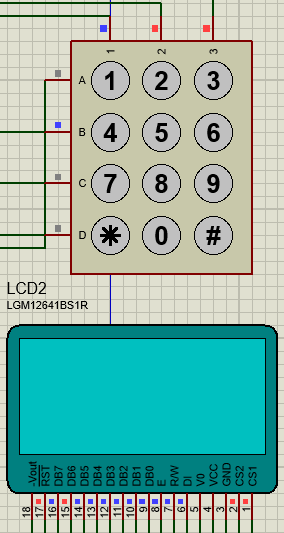 1 2 3
A 1 2 3
B 4 5 6
C 7 8 9
D * 0 #
LCD2
LGM12641BS1R
-Vout RST DB7 DB6 DB5 DB4 DB3 DB2 DB1 DB0 E R/W DI V0 VCC GND CS2 CS1
18 17 16 15 14 13 12 11 10 9 8 7 6 5 4 3 2 1